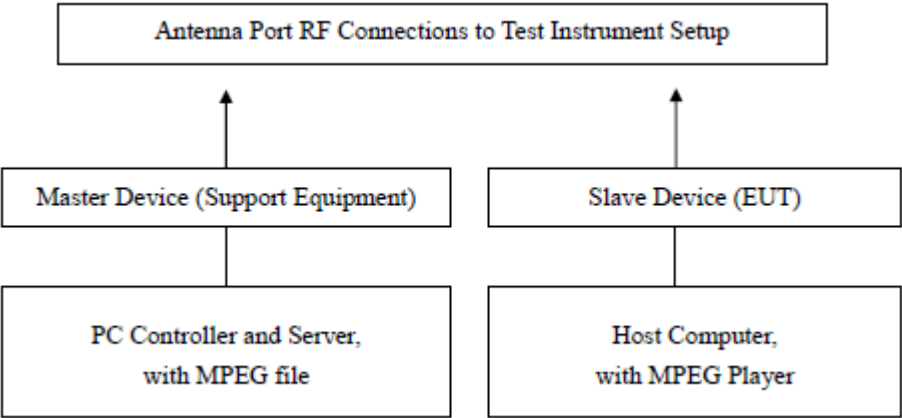 Antenna Port RF Connections to Test Instrument Setup
Master Device (Support Equipment)
Slave Device (EUT)
PC Controller and Server,
with MPEG file
Host Computer,
with MPEG Player